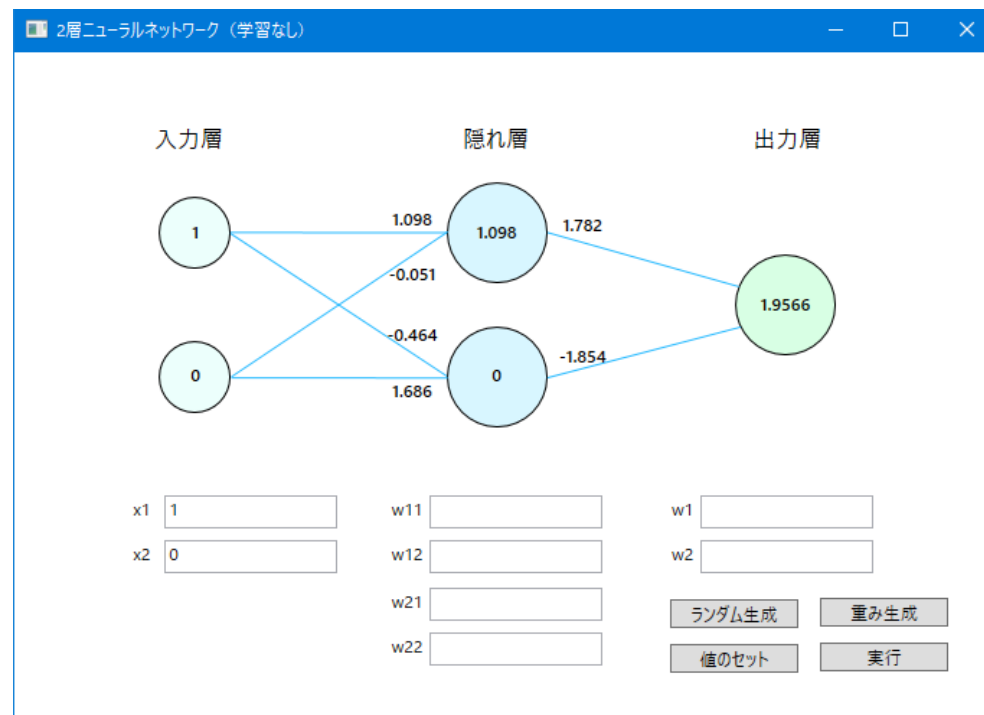 2層ニューラルネットワーク（学習なし）
入力層 隠れ層 出力層
1.098 1.782
1 1.098
-0.051
1.9566
-0.464
-1.854
0 0
1.686
x1 1 w11 w1
x2 0 w12 w2
w21
ランダム生成 重み生成
w22
値のセット 実行